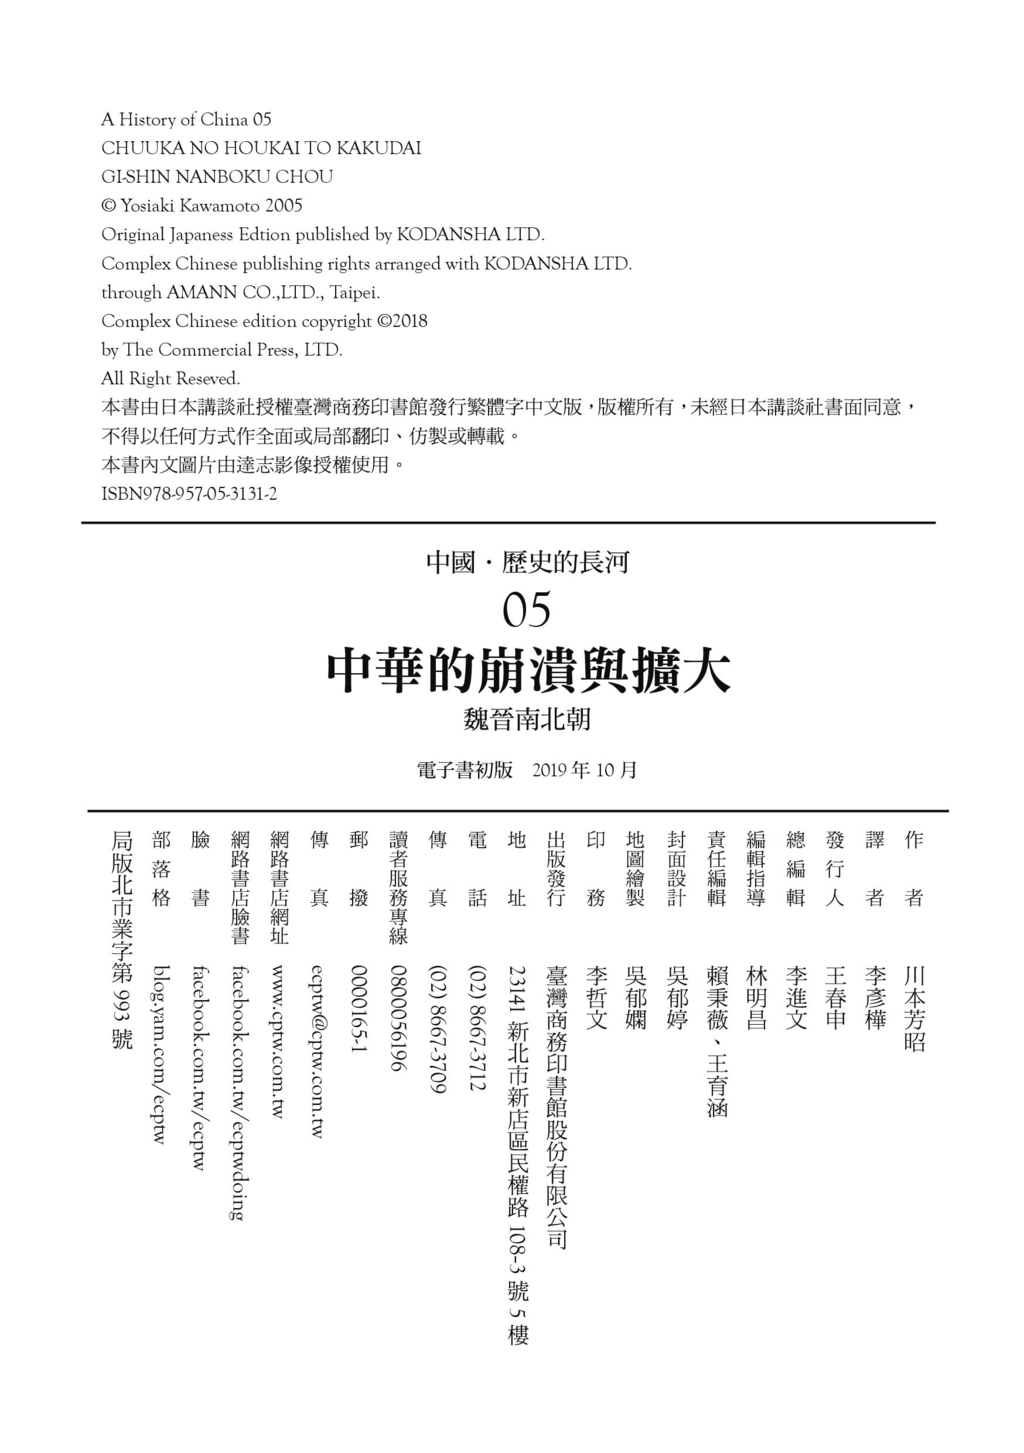 A History of China 05
CHUUKA NO HOUKAI TO KAKUDAI
GI-SHIN NANBOKU CHOU
© Yosiaki Kawamoto 2005
Original Japaness Edtion published by KODANSHA LTD.
Complex Chinese publishing rights arranged with KODANSHA LTD.
through AMANN CO.,LTD., Taipei.
Complex Chinese edition copyright ©2018
by The Commercial Press, LTD.
All Right Reseved.
本書由日本講談社授權臺灣商務印書館發行繁體字中文版，版權所有，未經日本講談社書面同意，
不得以任何方式作全面或局部翻印、仿製或轉載。
本書內文圖片由達志影像授權使用。
ISBN978-957-05-3131-2
中國·歷史的長河
05
中華的崩潰與擴大
魏晉南北朝
電子書初版 2019 年 10 月
作者 川本芳昭
譯者 李彥樺
發行人 王春申
總編輯 李進文
編輯指導 林明昌
責任編輯 賴秉薇、王育涵
封面設計 吳郁婷
地圖繪製 吳郁嫻
印務 李哲文
出版發行 臺灣商務印書館股份有限公司
地址 23141 新北市新店區民權路 108-3 號 5 樓
電話 (02) 8667-3712
傳真 (02) 8667-3709
讀者服務專線 0800056196
郵撥 0000165-1
傳真 ecptw@cptw.com.tw
網路書店網址 www.cptw.com.tw
網路書店臉書 facebook.com.tw/ecptwdoing
臉書 facebook.com.tw/ecptw
部落格 blog.yam.com/ecptw
局版北市業字第 993 號